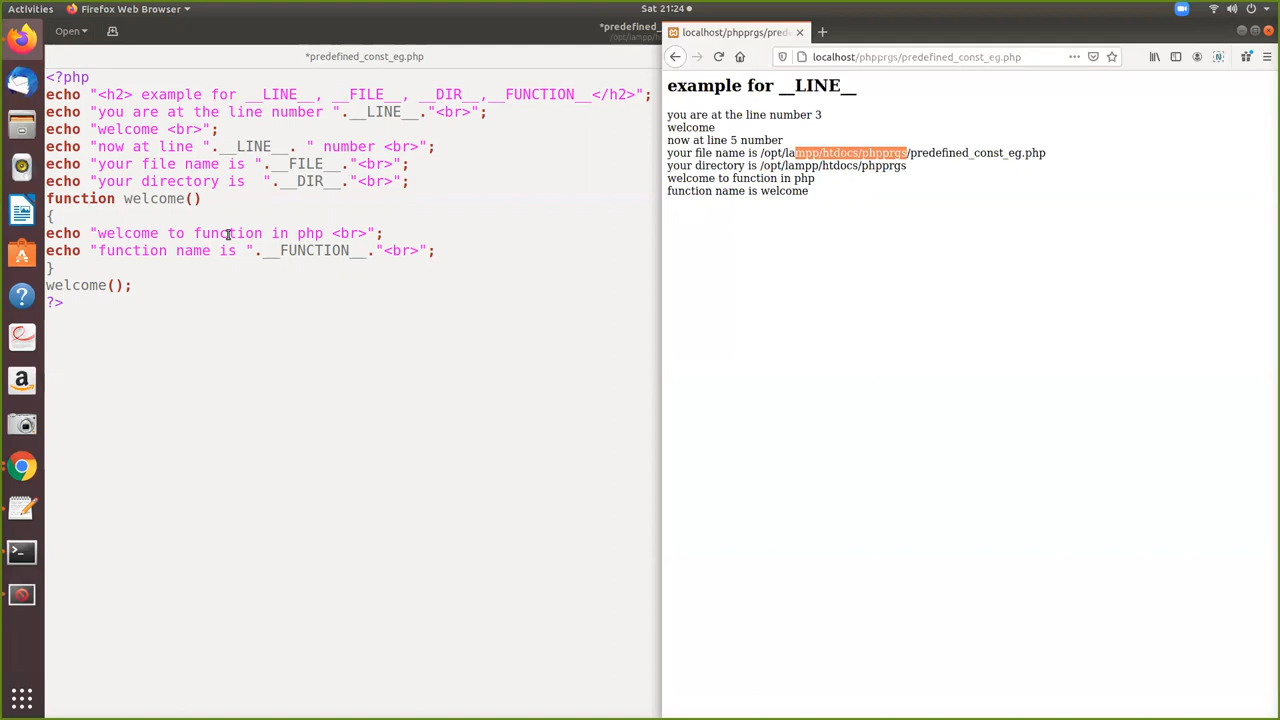 Activities Firefox Web Browser Sat 21:24
Open *predefined_
/opt/lampp/h
localhost/phpprgs/pred
*predefined_const_eg.php
localhost/phpprgs/predefined_const_eg.php
<?php
echo "<h2> example for __LINE__, __FILE__, __DIR__,__FUNCTION__</h2>";
echo "you are at the line number ".__LINE__."<br>";
echo "welcome <br>";
echo "now at line ".__LINE__. " number <br>";
echo "your file name is ".__FILE__."<br>";
echo "your directory is  ".__DIR__."<br>";
function welcome()
{
echo "welcome to function in php <br>";
echo "function name is ".__FUNCTION__."<br>";
}
welcome();
?>
example for __LINE__
you are at the line number 3
welcome
now at line 5 number
your file name is /opt/lampp/htdocs/phpprgs/predefined_const_eg.php
your directory is /opt/lampp/htdocs/phpprgs
welcome to function in php
function name is welcome